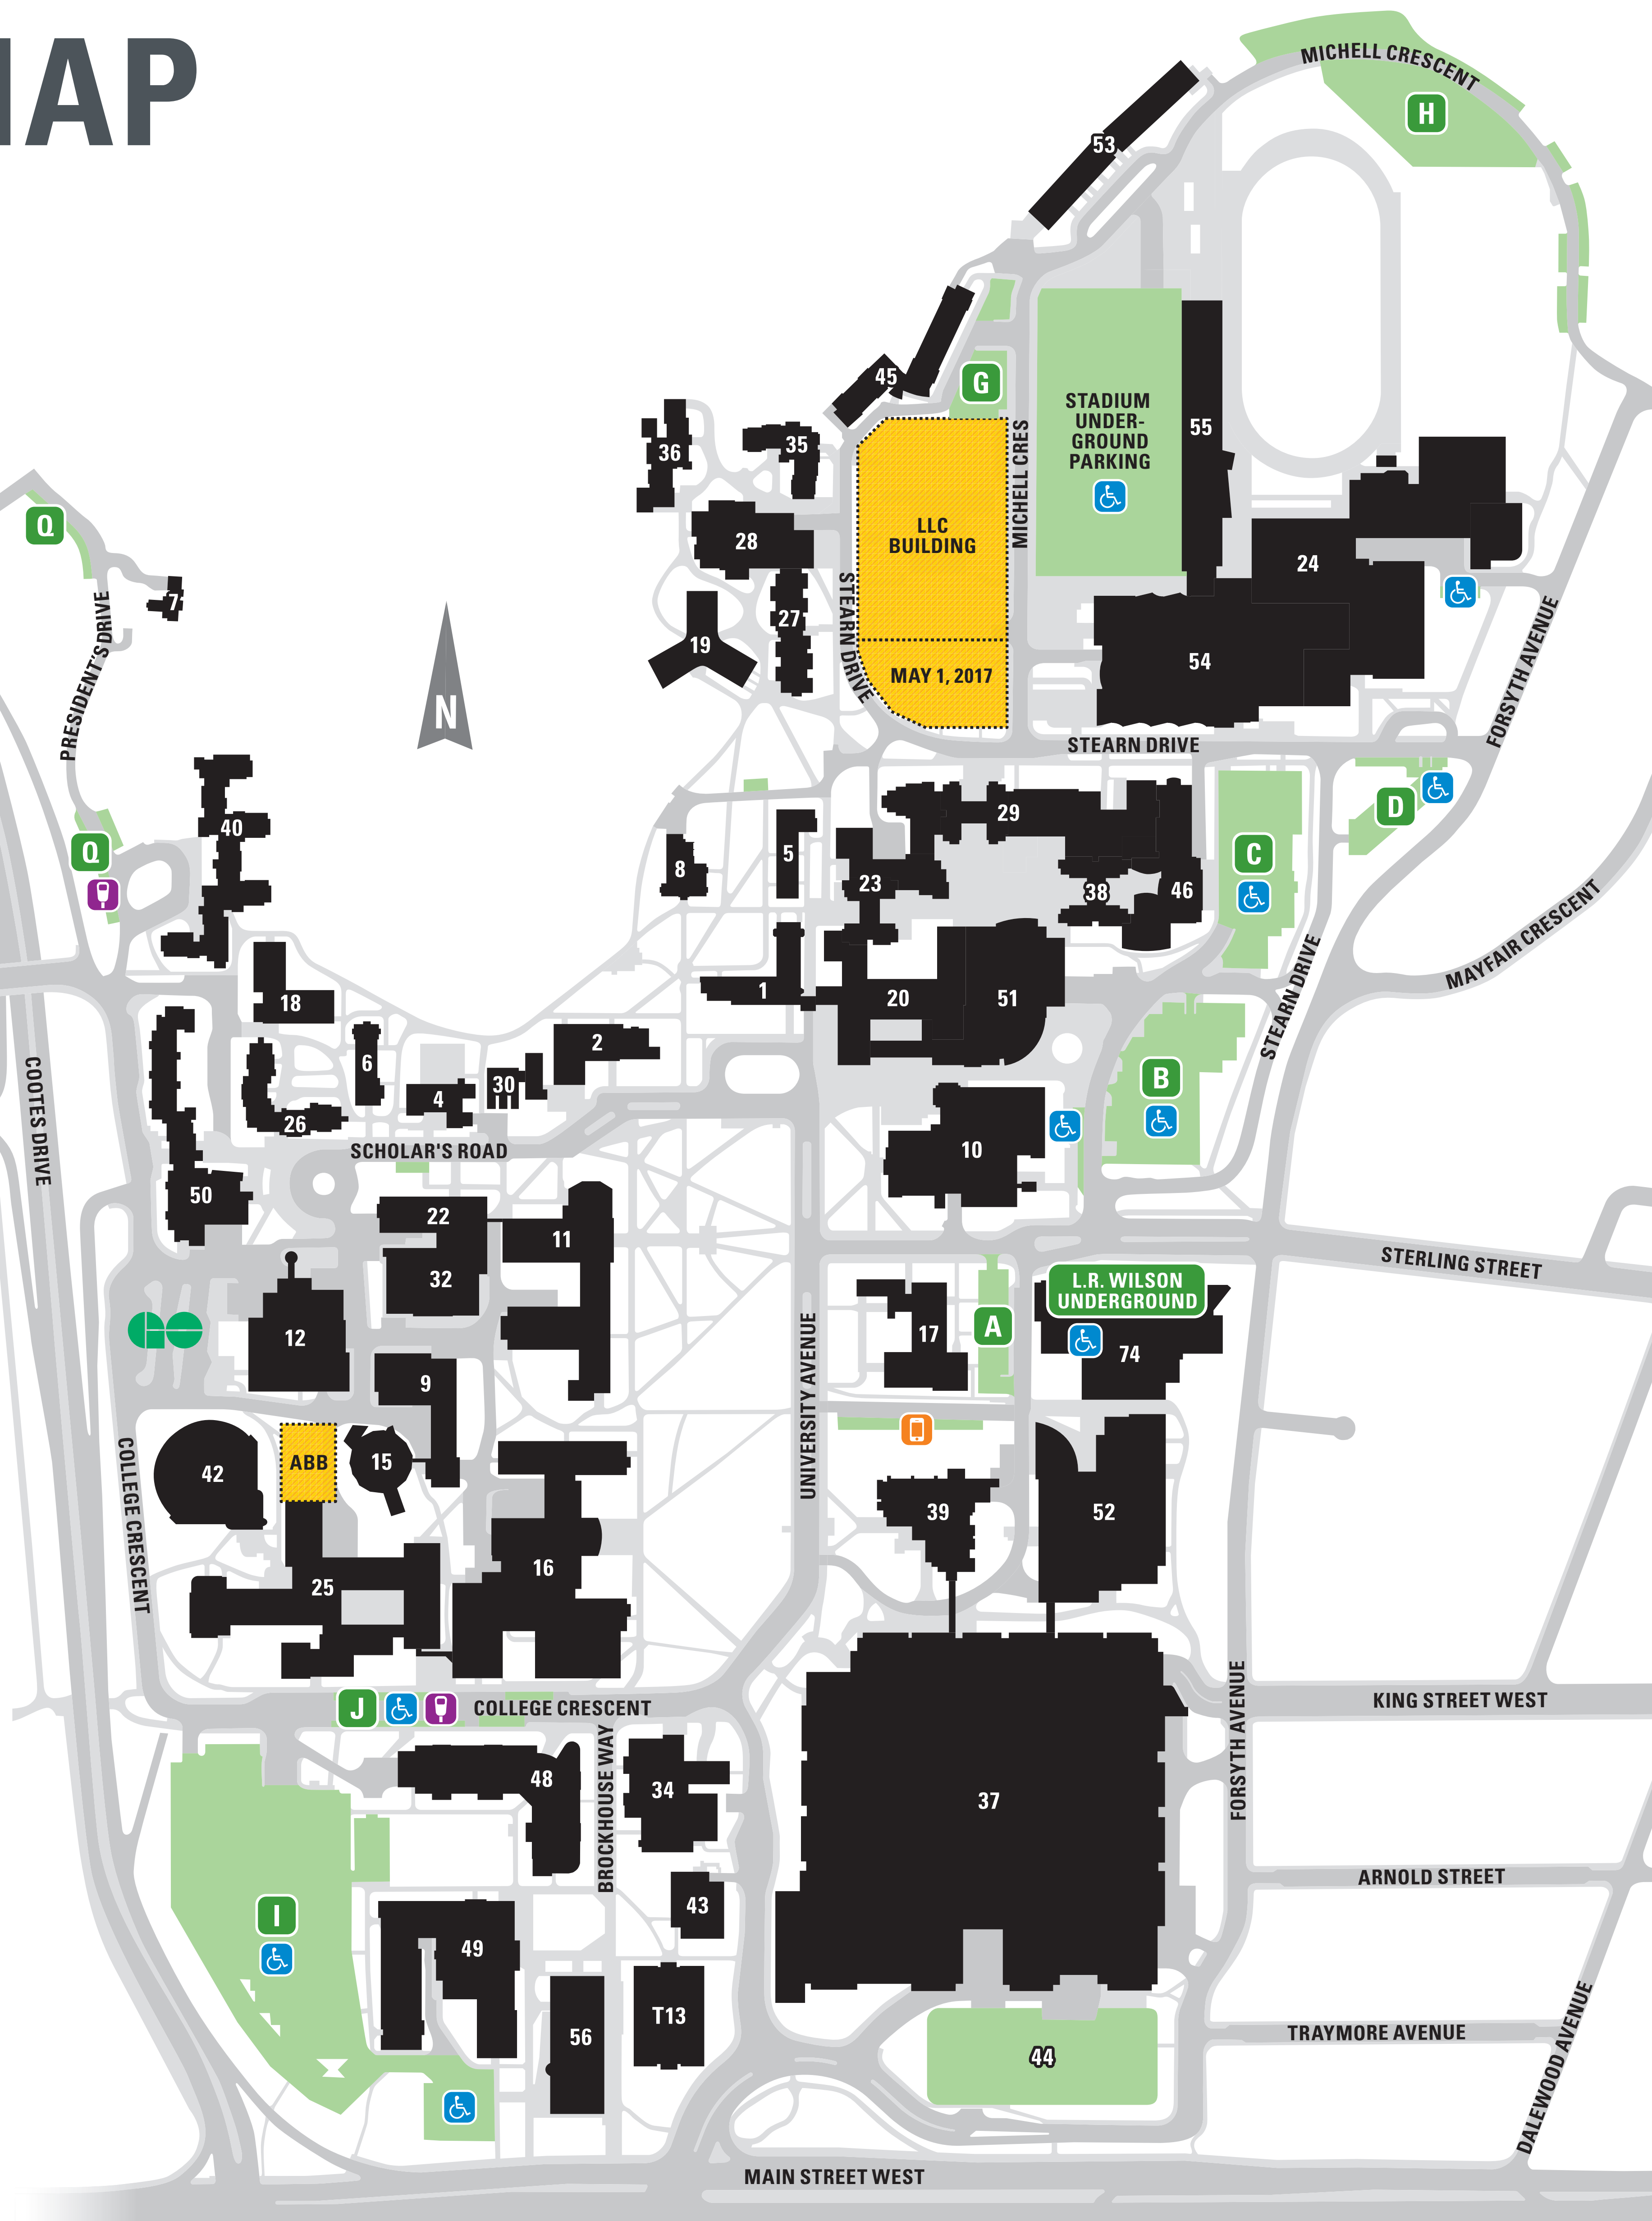 MAP
MICHELL CRESCENT
H
53
45
G
36
35
STADIUM
UNDER-
GROUND
PARKING
55
MICHELL CRES
28
LLC
BUILDING
Q
24
7
27
19
STEARN DRIVE
MAY 1, 2017
54
PRESIDENT'S DRIVE
FORSYTH AVENUE
N
STEARN DRIVE
D
40
29
Q
8
5
23
C
38
46
MAYFAIR CRESCENT
18
1
20
51
STEARN DRIVE
6
2
30
4
26
B
COOTES DRIVE
SCHOLAR'S ROAD
10
50
22
11
32
STERLING STREET
L.R. WILSON
UNDERGROUND
12
17
A
74
9
UNIVERSITY AVENUE
42
ABB
15
39
52
COLLEGE CRESCENT
25
16
J
COLLEGE CRESCENT
KING STREET WEST
FORSYTH AVENUE
BROCKHOUSE WAY
48
34
37
ARNOLD STREET
I
43
49
T13
56
44
TRAYMORE AVENUE
DALEWOOD AVENUE
MAIN STREET WEST